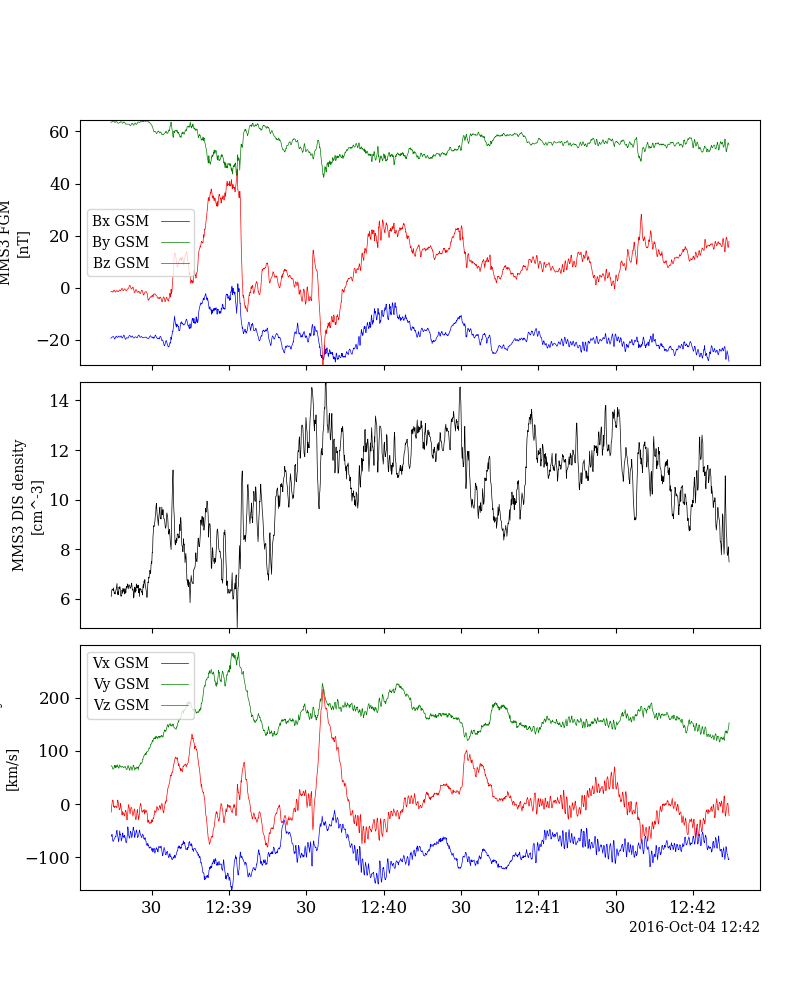 60
40
20
0
−20
MMS3 FGM
[nT]
Bx GSM
By GSM
Bz GSM
14
12
10
8
6
MMS3 DIS density
[cm^-3]
200
100
0
−100
[km/s]
Vx GSM
Vy GSM
Vz GSM
30 12:39 30 12:40 30 12:41 30 12:42
2016-Oct-04 12:42